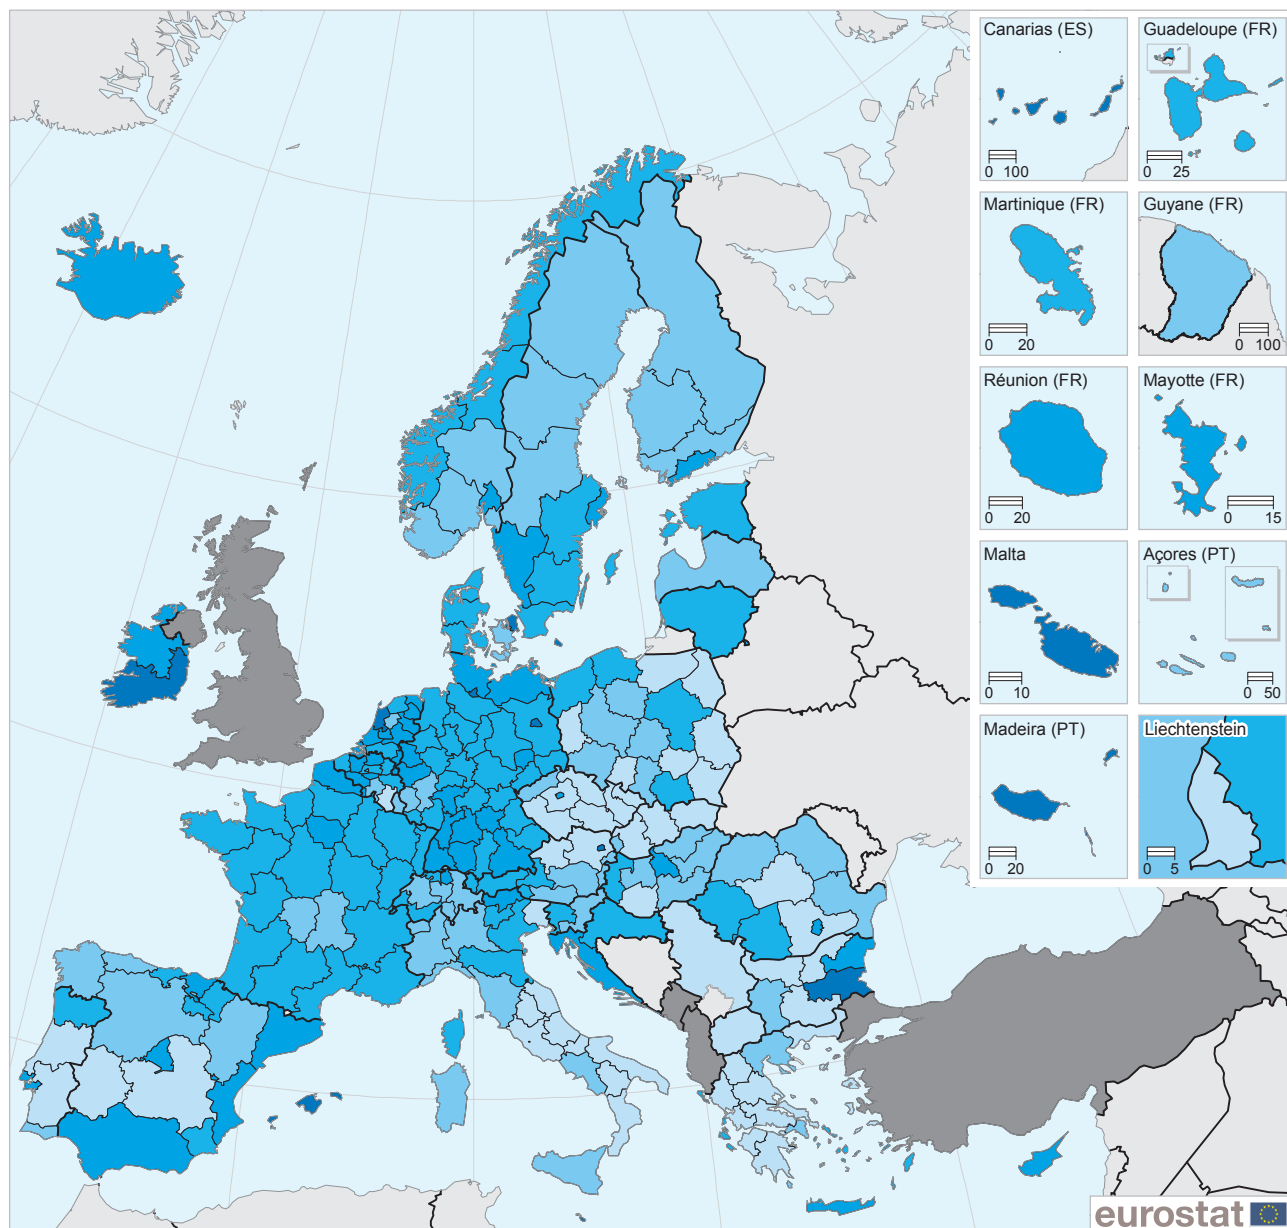 Canarias (ES)
0 100
Guadeloupe (FR)
0 25
Martinique (FR)
0 20
Guyane (FR)
0 100
Réunion (FR)
0 20
Mayotte (FR)
0 15
Malta
0 10
Açores (PT)
0 50
Madeira (PT)
0 20
Liechtenstein
0 5
eurostat